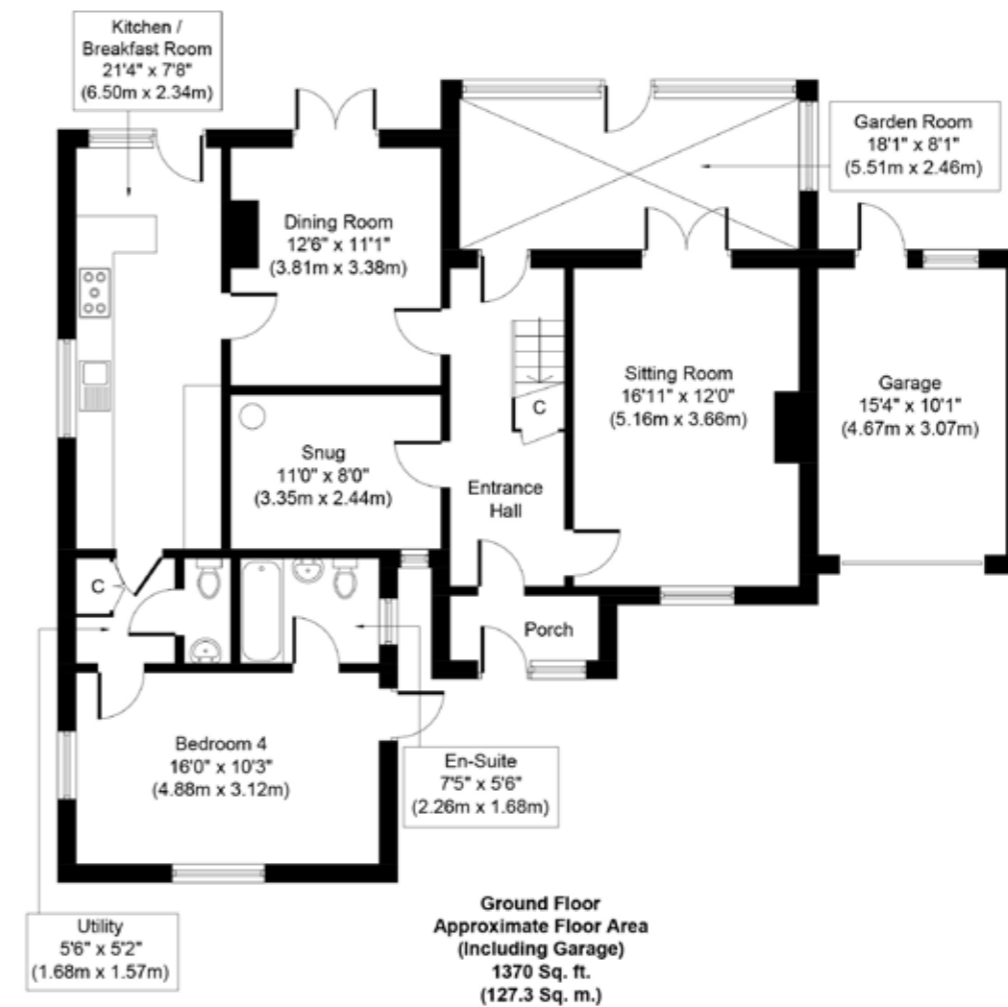 Kitchen /
Breakfast Room
21'4" x 7'8"
(6.50m x 2.34m)
Garden Room
18'1" x 8'1"
(5.51m x 2.46m)
Dining Room
12'6" x 11'1"
(3.81m x 3.38m)
Sitting Room
16'11" x 12'0"
(5.16m x 3.66m)
Garage
15'4" x 10'1"
(4.67m x 3.07m)
C
Snug
11'0" x 8'0"
(3.35m x 2.44m)
Entrance
Hall
C
Porch
Bedroom 4
16'0" x 10'3"
(4.88m x 3.12m)
En-Suite
7'5" x 5'6"
(2.26m x 1.68m)
Utility
5'6" x 5'2"
(1.68m x 1.57m)
Ground Floor
Approximate Floor Area
(Including Garage)
1370 Sq. ft.
(127.3 Sq. m.)